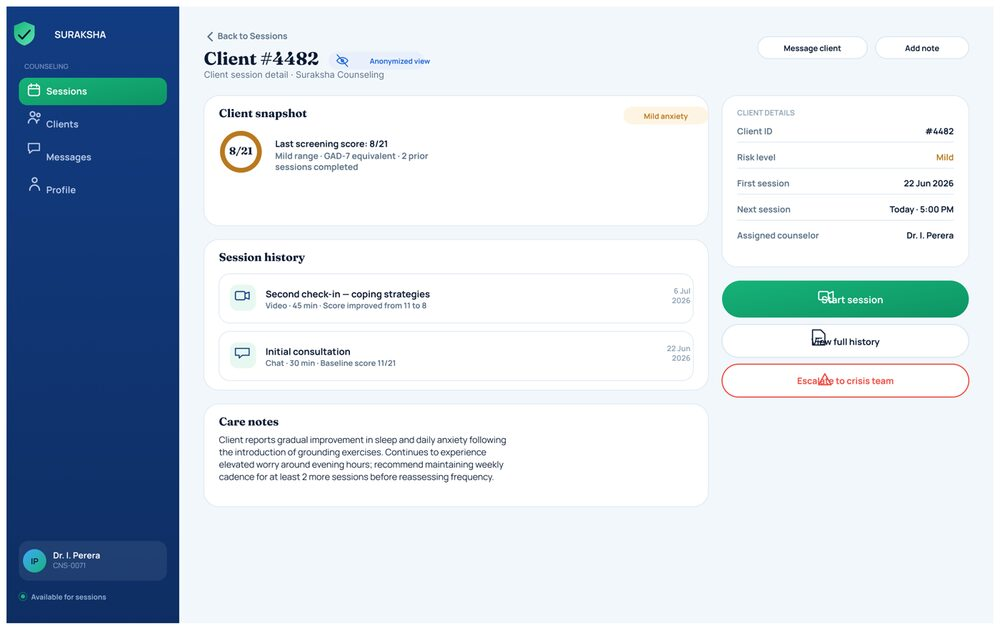 SURAKSHA
COUNSELING
Sessions
Clients
Messages
Profile
Dr. I. Perera
CNS-0071
IP
Available for sessions
Back to Sessions
Client #4482
Anonymized view
Client session detail · Suraksha Counseling
Message client
Add note
Client snapshot
Mild anxiety
8/21
Last screening score: 8/21
Mild range · GAD-7 equivalent · 2 prior
sessions completed
Session history
Second check-in — coping strategies
Video · 45 min · Score improved from 11 to 8
6 Jul
2026
Initial consultation
Chat · 30 min · Baseline score 11/21
22 Jun
2026
Care notes
Client reports gradual improvement in sleep and daily anxiety following
the introduction of grounding exercises. Continues to experience
elevated worry around evening hours; recommend maintaining weekly
cadence for at least 2 more sessions before reassessing frequency.
CLIENT DETAILS
Client ID #4482
Risk level Mild
First session 22 Jun 2026
Next session Today · 5:00 PM
Assigned counselor Dr. I. Perera
Start session
View full history
Escalate to crisis team